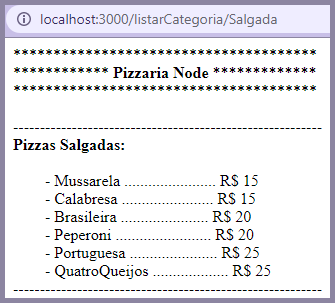 localhost:3000/listarCategoria/Salgada
**************************************
************ Pizzaria Node *************
**************************************
--------------------------------------------------------
Pizzas Salgadas:
- Mussarela ....................... R$ 15
- Calabresa ....................... R$ 15
- Brasileira ...................... R$ 20
- Peperoni ....................... R$ 20
- Portuguesa ...................... R$ 25
- QuatroQueijos ................... R$ 25
--------------------------------------------------------